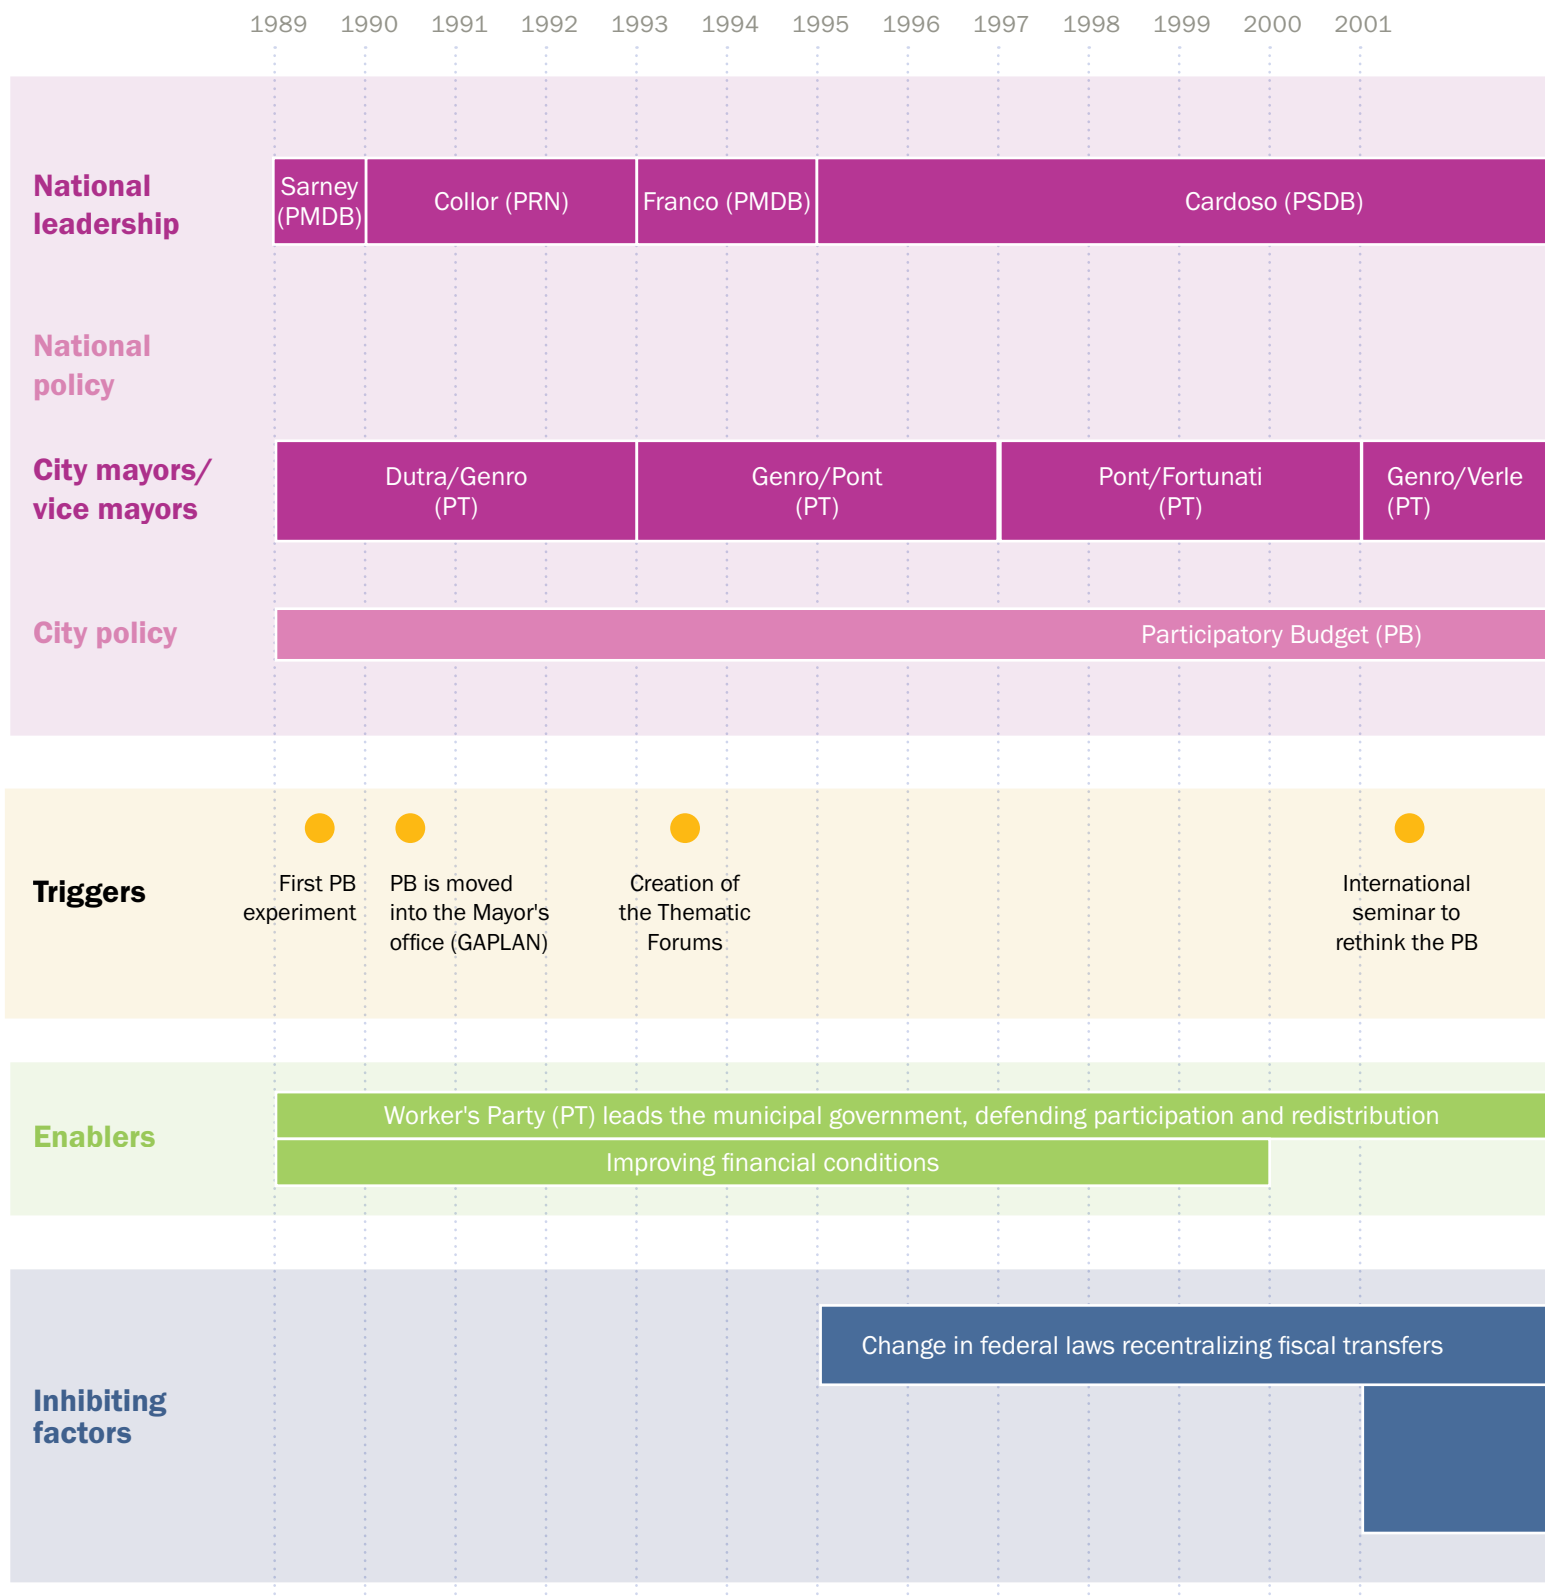 1989 1990 1991 1992 1993 1994 1995 1996 1997 1998 1999 2000 2001
National
leadership
Sarney
(PMDB)
Collor (PRN)
Franco (PMDB)
Cardoso (PSDB)
National
policy
City mayors/
vice mayors
Dutra/Genro
(PT)
Genro/Pont
(PT)
Pont/Fortunati
(PT)
Genro/Verle
(PT)
City policy
Participatory Budget (PB)
Triggers
First PB
experiment
PB is moved
into the Mayor's
office (GAPLAN)
Creation of
the Thematic
Forums
International
seminar to
rethink the PB
Enablers
Worker's Party (PT) leads the municipal government, defending participation and redistribution
Improving financial conditions
Inhibiting
factors
Change in federal laws recentralizing fiscal transfers